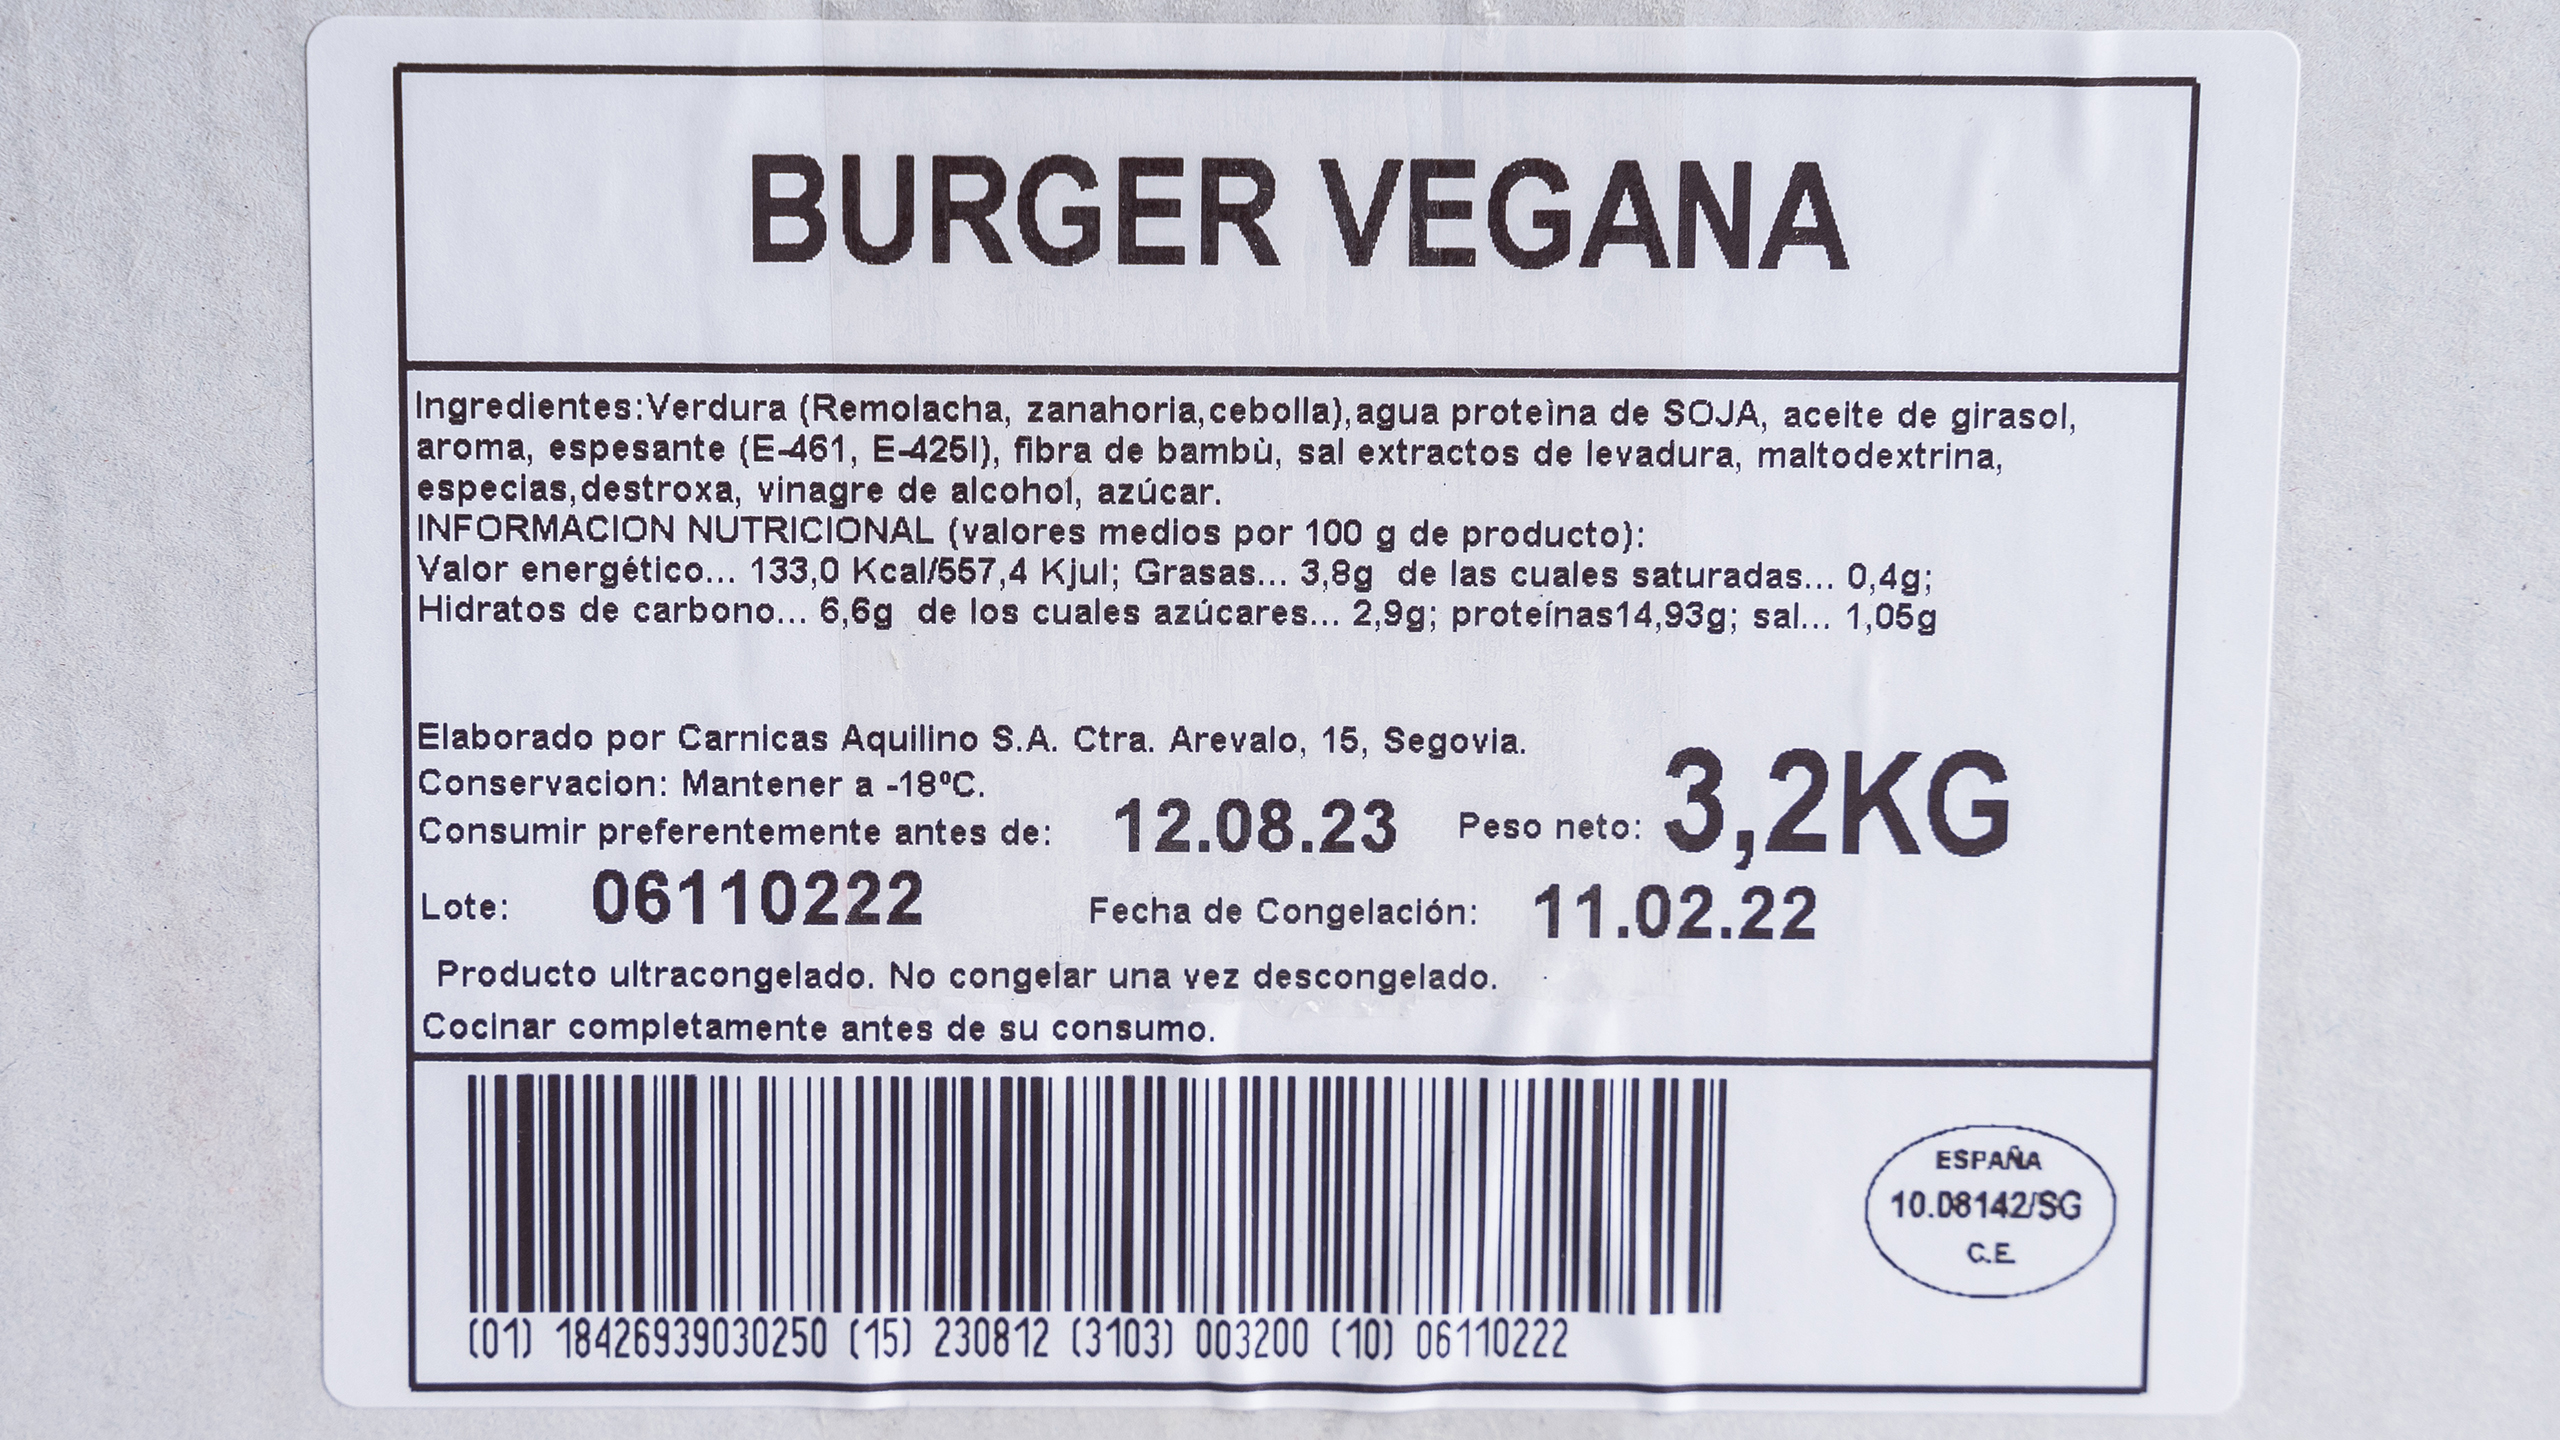 BURGER VEGANA
Ingredientes:Verdura (Remolacha, zanahoria,cebolla),agua proteìna de SOJA, aceite de girasol,
aroma, espesante (E-461, E-425I), fibra de bambù, sal extractos de levadura, maltodextrina,
especias,destroxa, vinagre de alcohol, azúcar.
INFORMACION NUTRICIONAL (valores medios por 100 g de producto):
Valor energético... 133,0 Kcal/557,4 Kjul; Grasas... 3,8g de las cuales saturadas... 0,4g;
Hidratos de carbono... 6,6g de los cuales azúcares... 2,9g; proteínas14,93g; sal... 1,05g
Elaborado por Carnicas Aquilino S.A. Ctra. Arevalo, 15, Segovia.
Conservacion: Mantener a -18ºC.
Consumir preferentemente antes de: 12.08.23 Peso neto: 3,2KG
Lote: 06110222 Fecha de Congelación: 11.02.22
Producto ultracongelado. No congelar una vez descongelado.
Cocinar completamente antes de su consumo.
(01) 18426939030250 (15) 230812 (3103) 003200 (10) 06110222
ESPAÑA
10.08142/SG
C.E